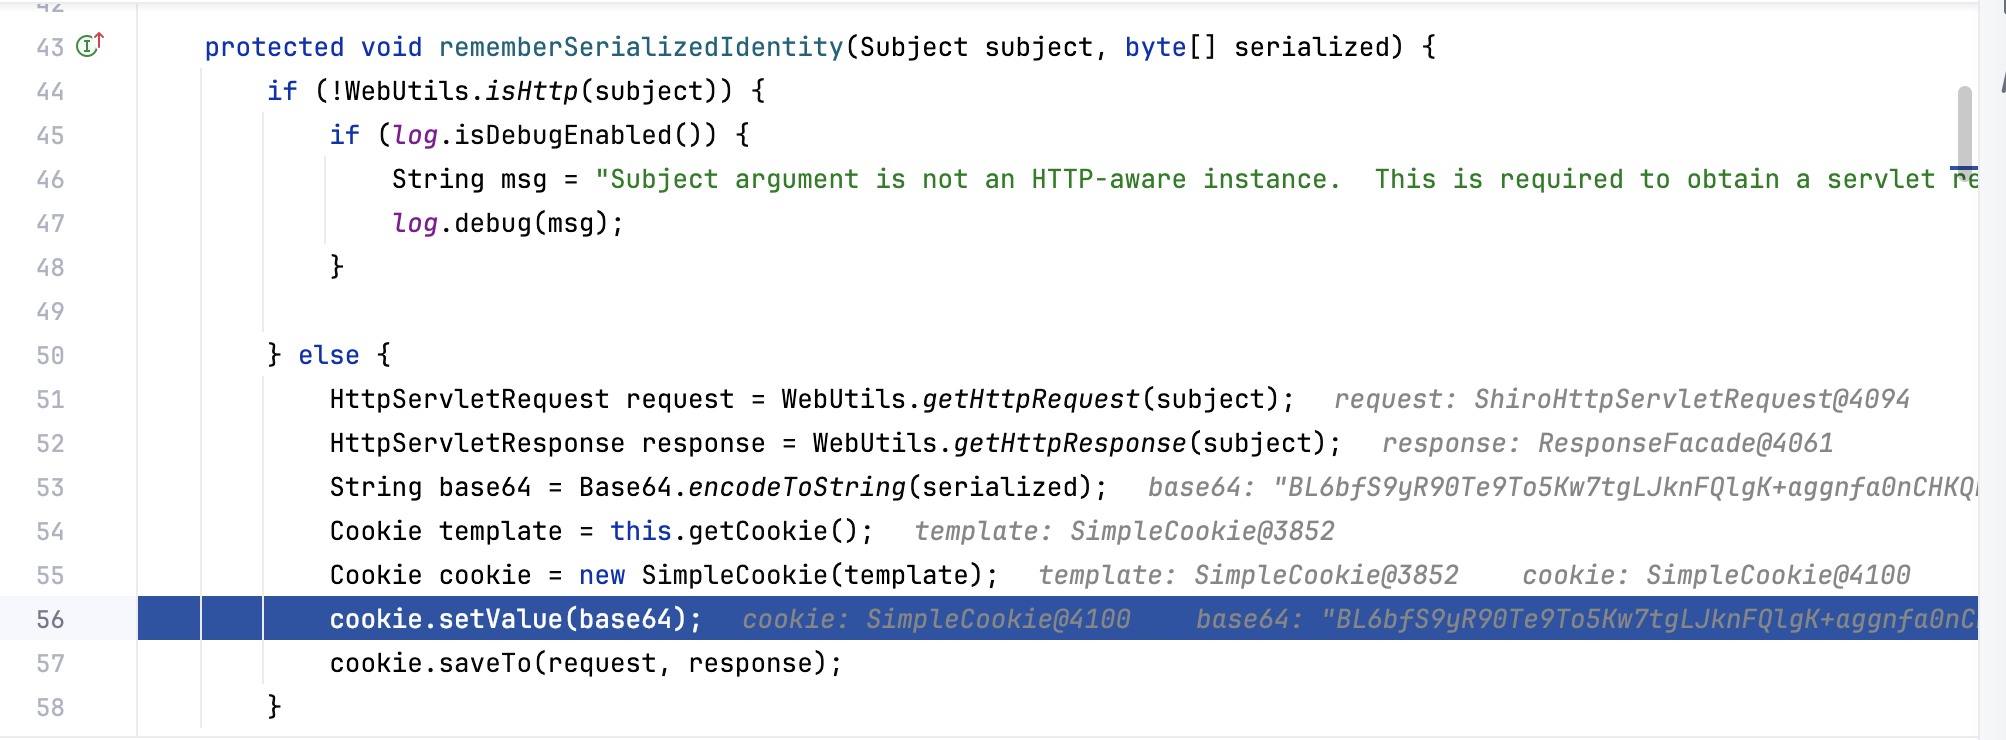 42
43 protected void rememberSerializedIdentity(Subject subject, byte[] serialized) {
44 if (!WebUtils.isHttp(subject)) {
45 if (log.isDebugEnabled()) {
46 String msg = "Subject argument is not an HTTP-aware instance.  This is required to obtain a servlet re
47 log.debug(msg);
48 }
49
50 } else {
51 HttpServletRequest request = WebUtils.getHttpRequest(subject); request: ShiroHttpServletRequest@4094
52 HttpServletResponse response = WebUtils.getHttpResponse(subject); response: ResponseFacade@4061
53 String base64 = Base64.encodeToString(serialized); base64: "BL6bfS9yR90Te9To5Kw7tgLJknFQlgK+aggnfa0nCHKQ
54 Cookie template = this.getCookie(); template: SimpleCookie@3852
55 Cookie cookie = new SimpleCookie(template); template: SimpleCookie@3852 cookie: SimpleCookie@4100
56 cookie.setValue(base64); cookie: SimpleCookie@4100 base64: "BL6bfS9yR90Te9To5Kw7tgLJknFQlgK+aggnfa0nC
57 cookie.saveTo(request, response);
58 }